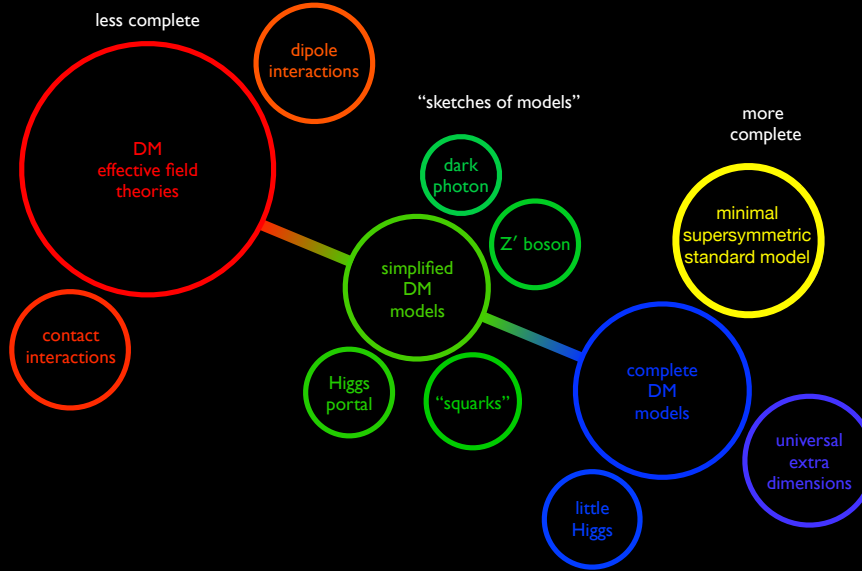 less complete
dipole
interactions
DM
effective field
theories
contact
interactions
“sketches of models”
dark
photon
Z′ boson
simplified
DM
models
Higgs
portal
“squarks”
more
complete
minimal
supersymmetric
standard model
complete
DM
models
universal
extra
dimensions
little
Higgs